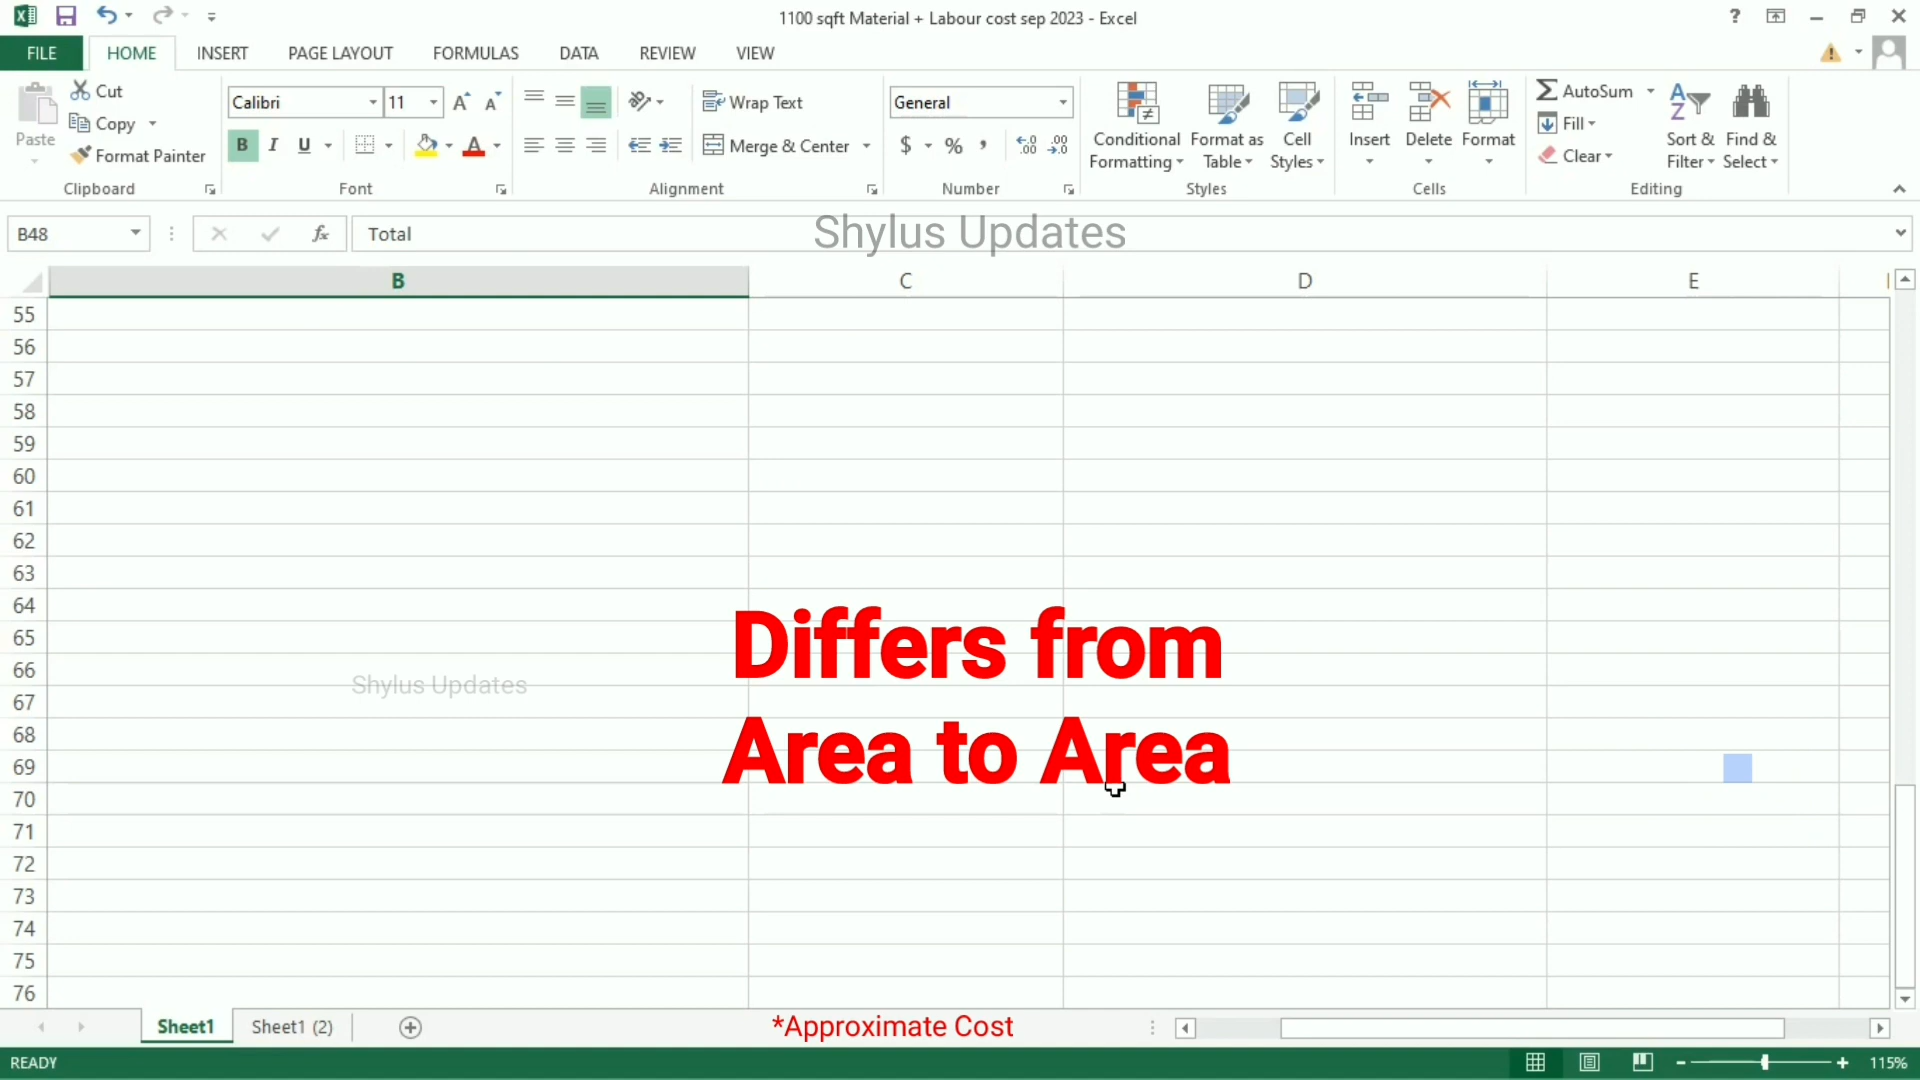 1100 sqft Material + Labour cost sep 2023 - Excel
?
FILE HOME INSERT PAGE LAYOUT FORMULAS DATA REVIEW VIEW
Paste
Cut
Copy
Format Painter
Clipboard
Calibri 11
B I U
Font
Wrap Text
Merge & Center
Alignment
General
$ % ,
Number
Conditional Formatting
Format as Table
Cell Styles
Styles
Insert
Delete
Format
Cells
AutoSum
Fill
Clear
Sort & Filter
Find & Select
Editing
B48
fx
Total
Shylus Updates
B C D E
55
56
57
58
59
60
61
62
63
64
65
66
67
68
69
70
71
72
73
74
75
76
Differs from
Area to Area
Shylus Updates
Sheet1
Sheet1 (2)
*Approximate Cost
READY
115%